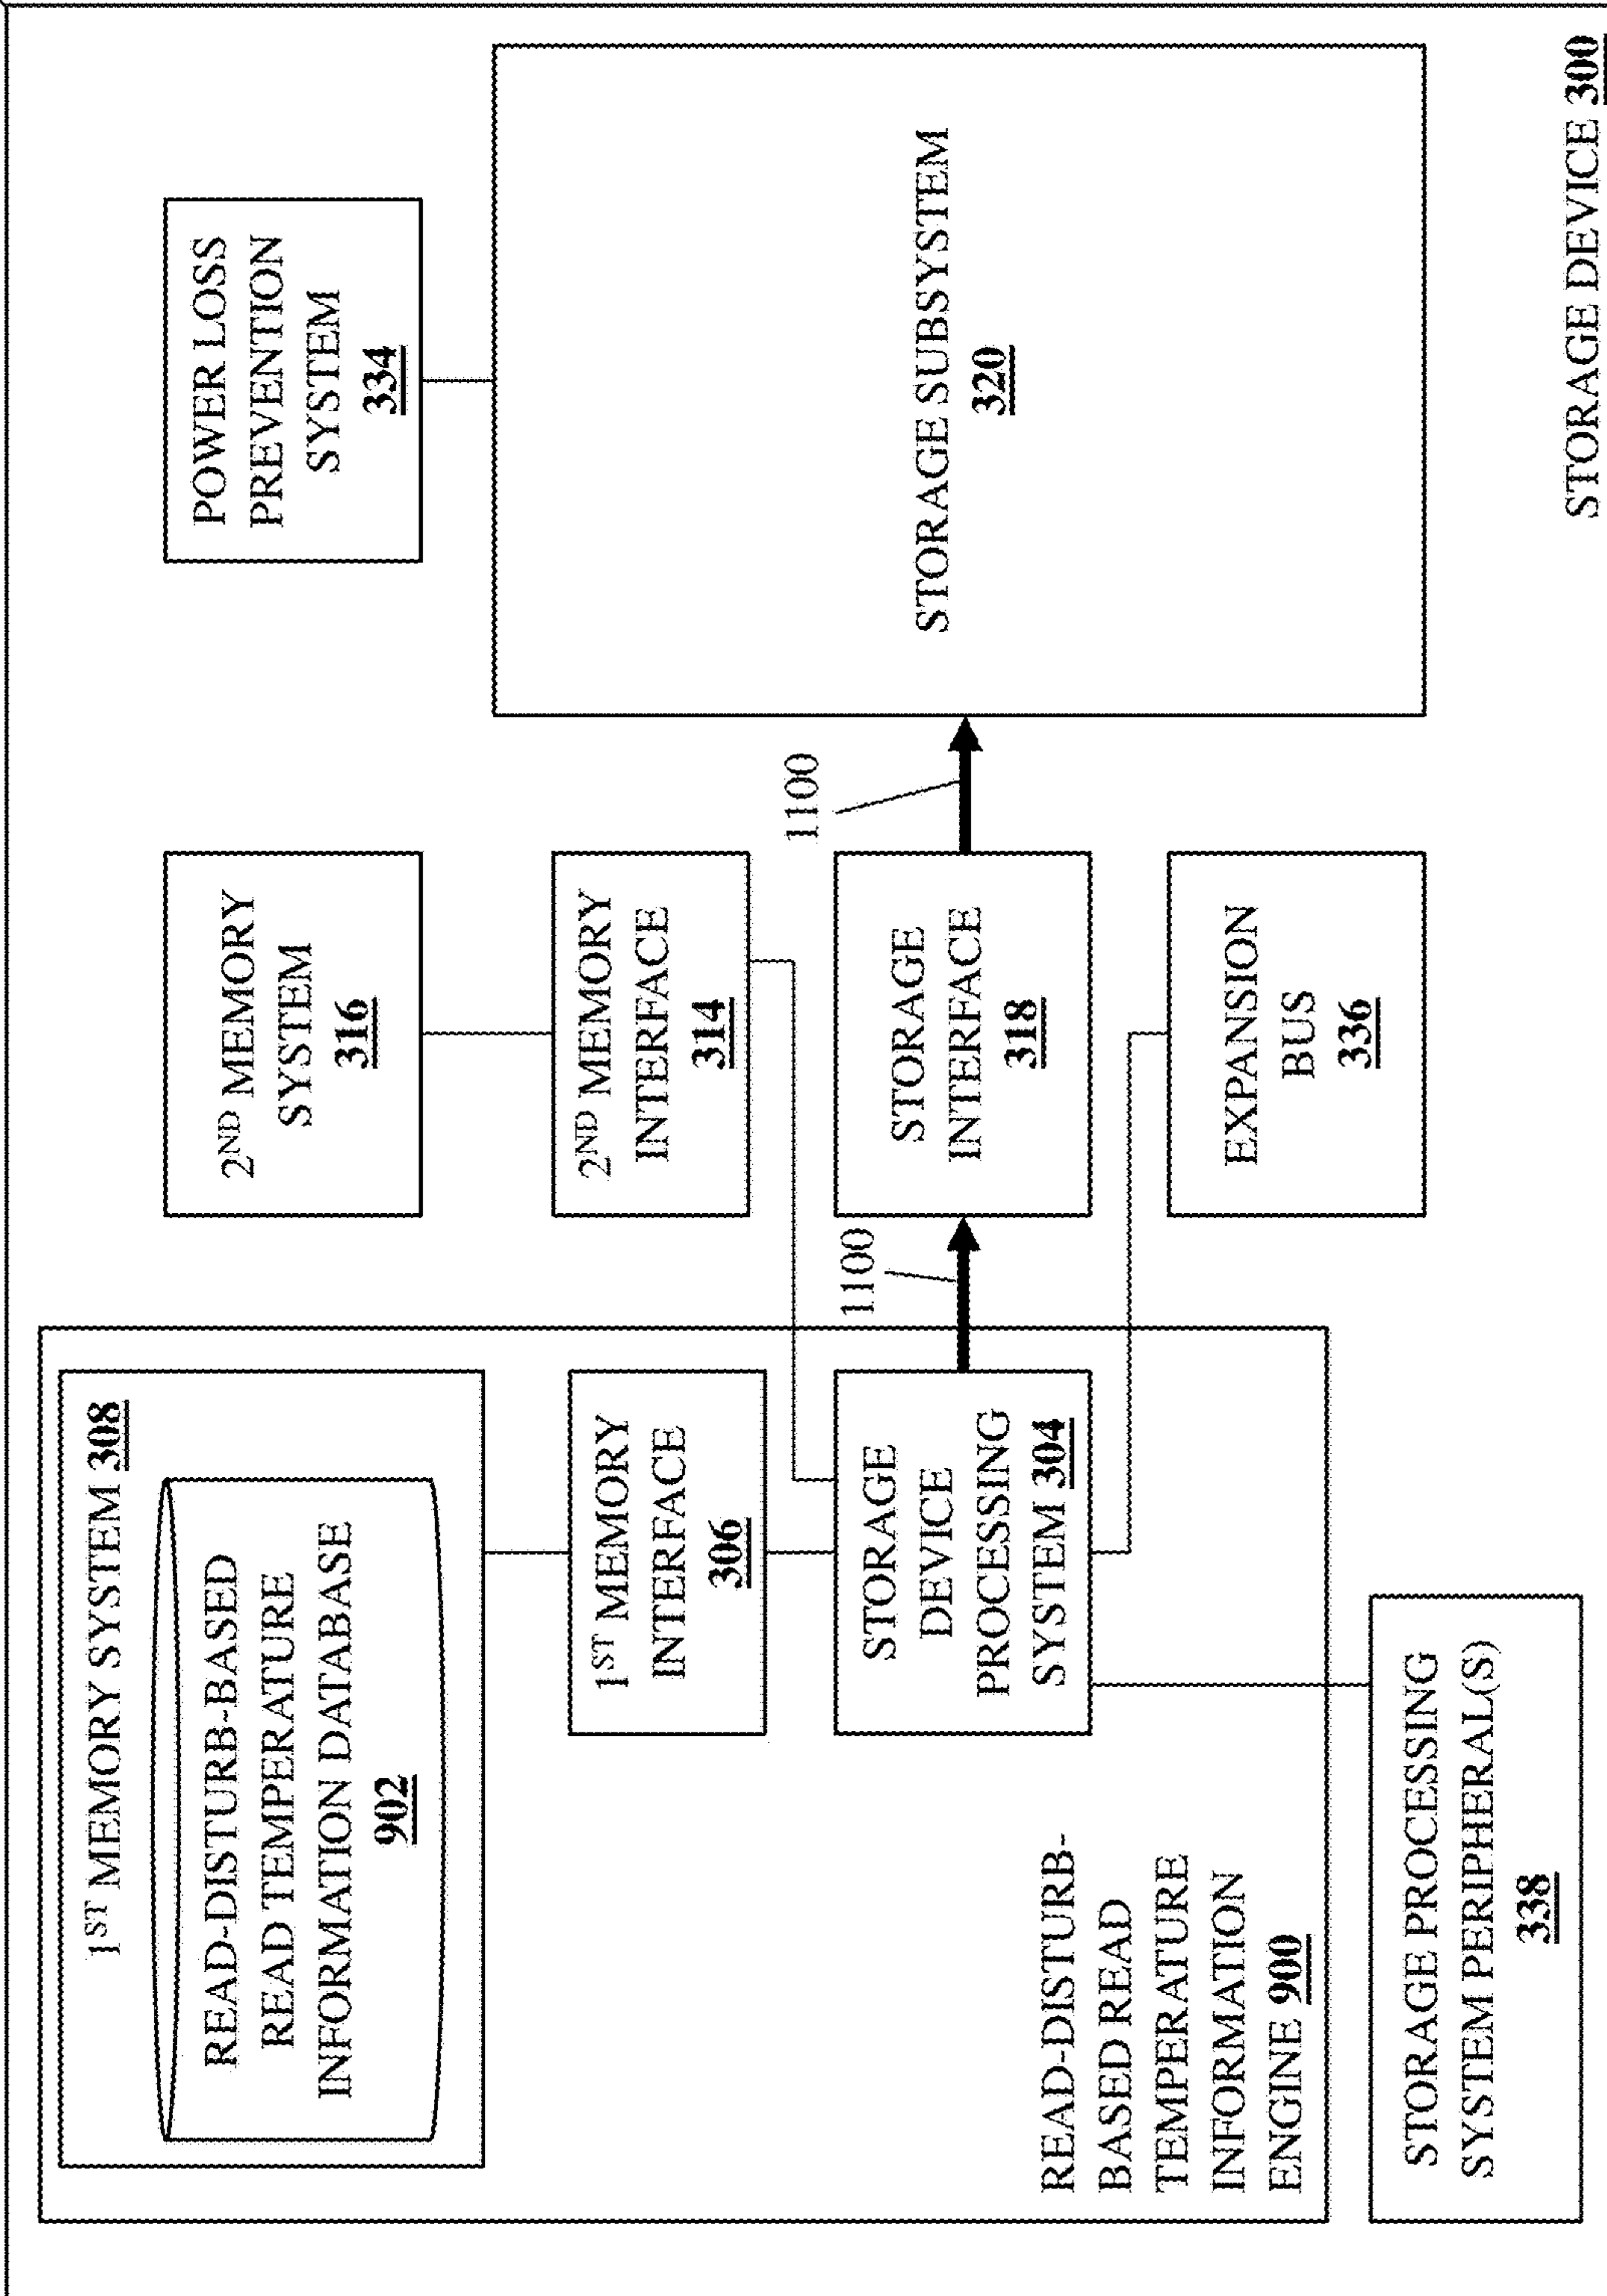 1ST MEMORY SYSTEM 308
READ-DISTURB-BASED
READ TEMPERATURE
INFORMATION DATABASE
902
2ND MEMORY
SYSTEM
316
POWER LOSS
PREVENTION
SYSTEM
334
1ST MEMORY
INTERFACE
306
2ND MEMORY
INTERFACE
314
STORAGE
DEVICE
PROCESSING
SYSTEM 304
1100
STORAGE
INTERFACE
318
1100
STORAGE SUBSYSTEM
320
READ-DISTURB-
BASED READ
TEMPERATURE
INFORMATION
ENGINE 900
EXPANSION
BUS
336
STORAGE PROCESSING
SYSTEM PERIPHERAL(S)
338
STORAGE DEVICE 300